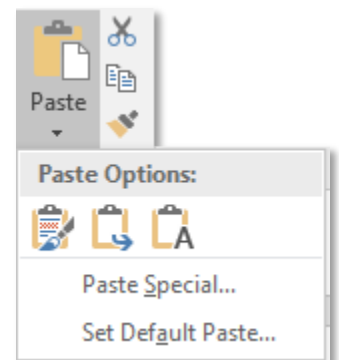 Paste
Paste Options:
A
Paste Special...
Set Default Paste...